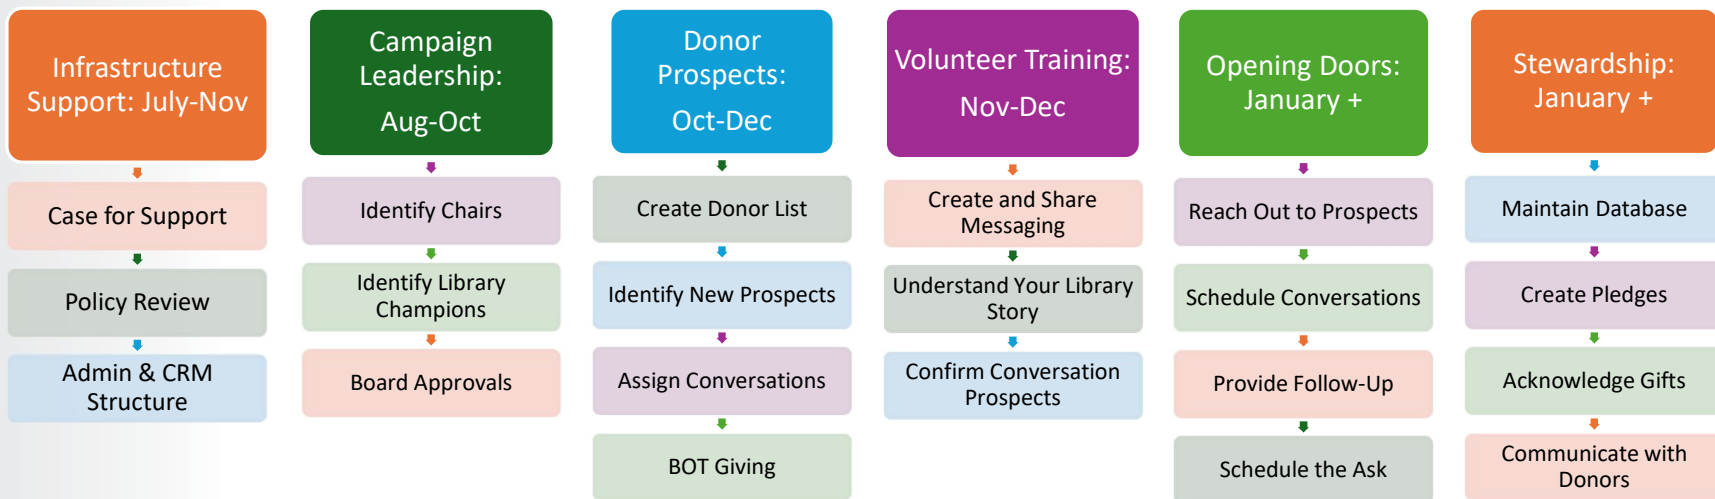 Infrastructure
Support: July-Nov
Case for Support
Policy Review
Admin & CRM
Structure
Campaign
Leadership:
Aug-Oct
Identify Chairs
Identify Library
Champions
Board Approvals
Donor
Prospects:
Oct-Dec
Create Donor List
Identify New Prospects
Assign Conversations
BOT Giving
Volunteer Training:
Nov-Dec
Create and Share
Messaging
Understand Your Library
Story
Confirm Conversation
Prospects
Opening Doors:
January +
Reach Out to Prospects
Schedule Conversations
Provide Follow-Up
Schedule the Ask
Stewardship:
January +
Maintain Database
Create Pledges
Acknowledge Gifts
Communicate with
Donors